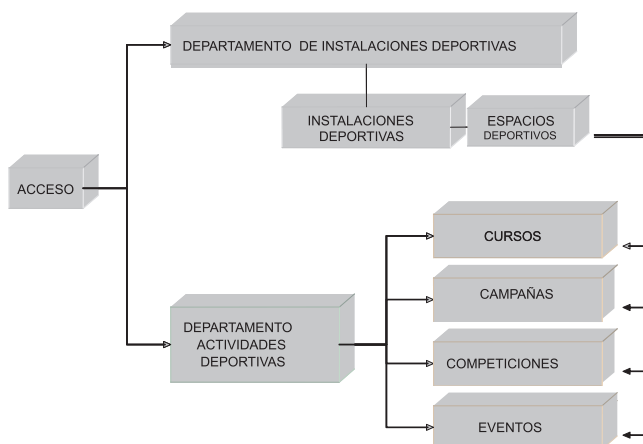 DEPARTAMENTO DE INSTALACIONES DEPORTIVAS
INSTALACIONES
DEPORTIVAS
ESPACIOS
DEPORTIVOS
ACCESO
CURSOS
CAMPAÑAS
DEPARTAMENTO
ACTIVIDADES
DEPORTIVAS
COMPETICIONES
EVENTOS